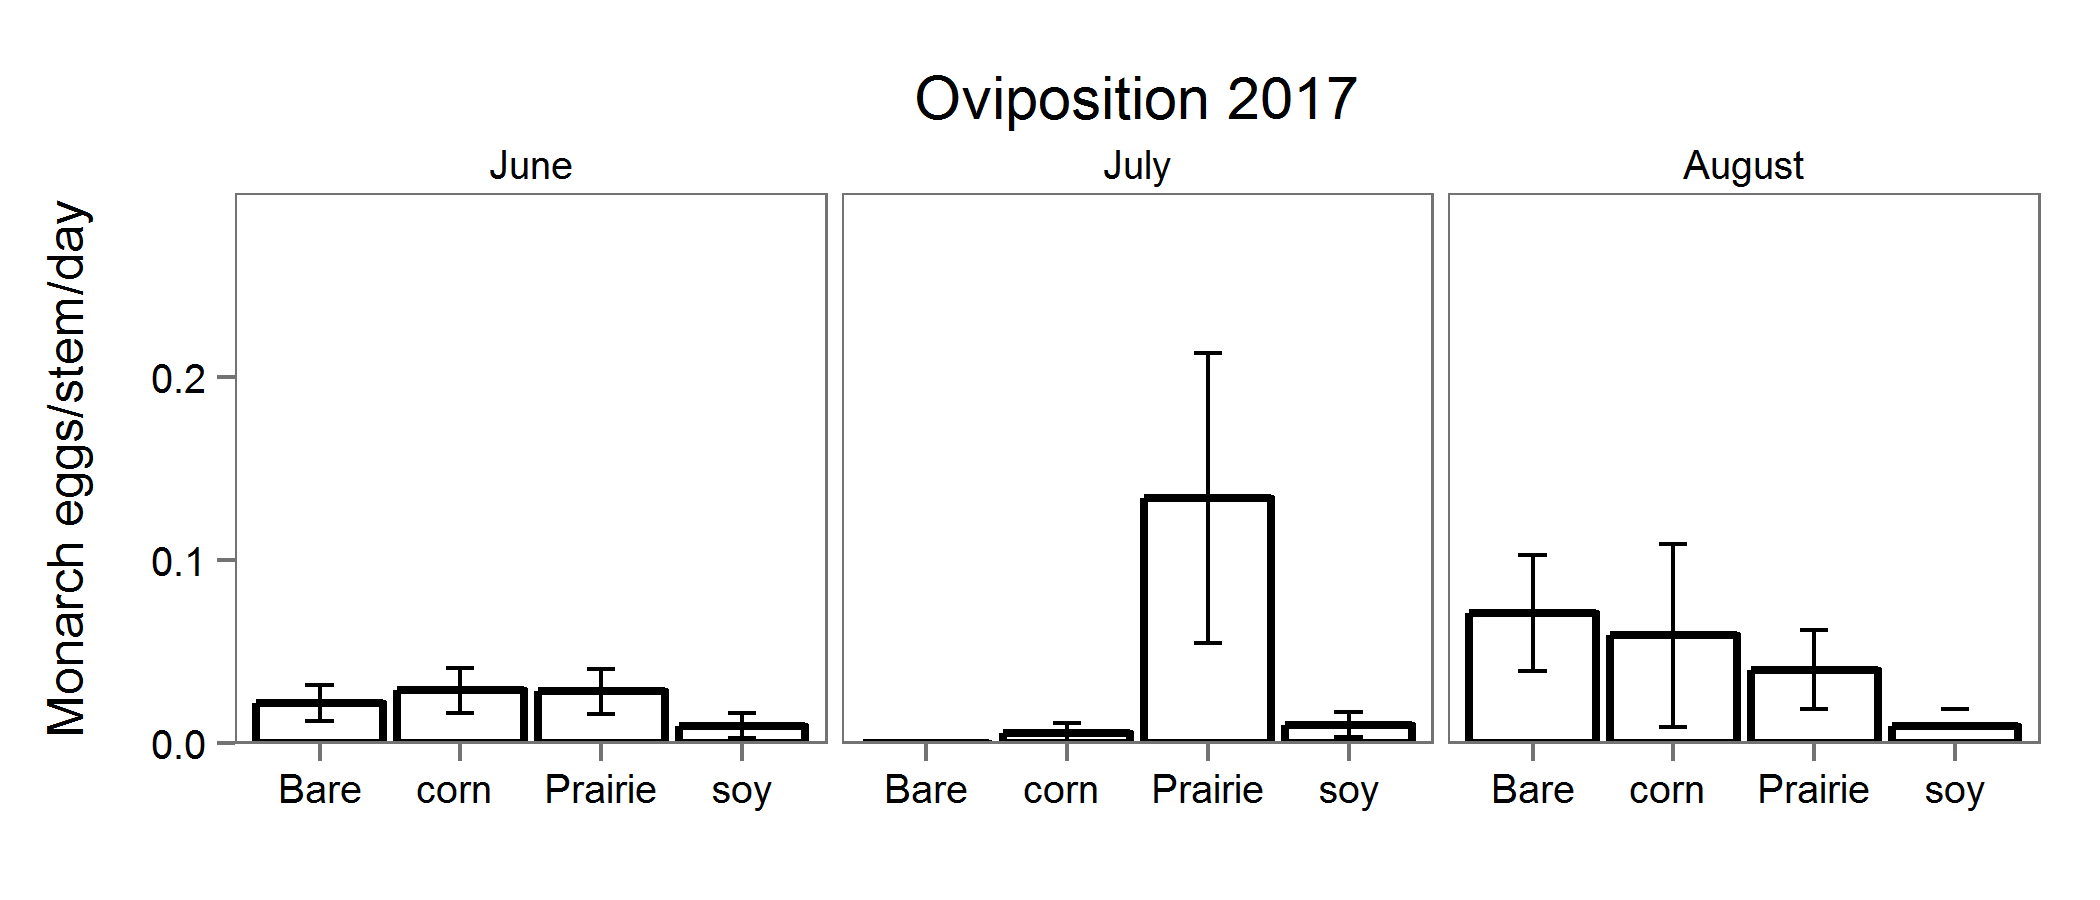 Oviposition 2017
June July August
Monarch eggs/stem/day
0.2
0.1
0.0
Bare corn Prairie soy Bare corn Prairie soy Bare corn Prairie soy